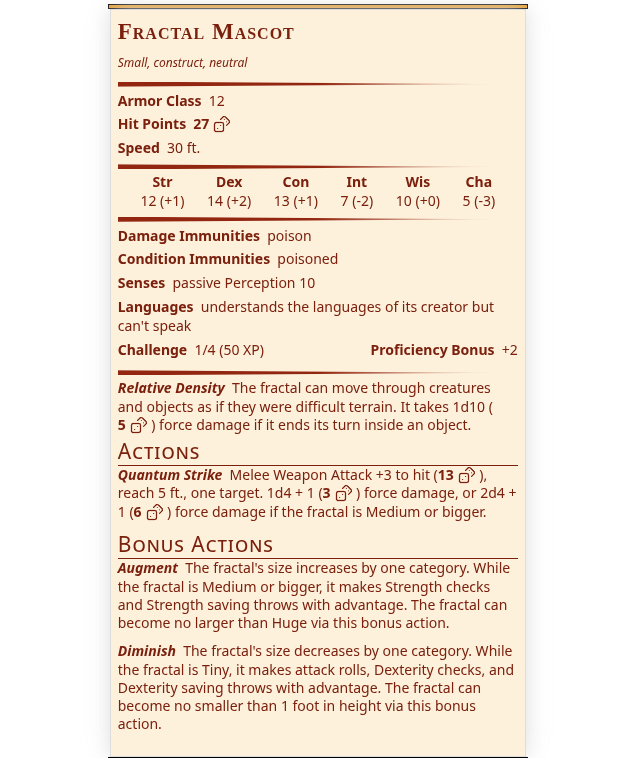 Fractal Mascot
Small, construct, neutral
Armor Class 12
Hit Points 27
Speed 30 ft.
Str Dex Con Int Wis Cha
12 (+1) 14 (+2) 13 (+1) 7 (-2) 10 (+0) 5 (-3)
Damage Immunities poison
Condition Immunities poisoned
Senses passive Perception 10
Languages understands the languages of its creator but
can't speak
Challenge 1/4 (50 XP) Proficiency Bonus +2
Relative Density The fractal can move through creatures
and objects as if they were difficult terrain. It takes 1d10 (
5 ) force damage if it ends its turn inside an object.
Actions
Quantum Strike Melee Weapon Attack +3 to hit (13 ),
reach 5 ft., one target. 1d4 + 1 (3 ) force damage, or 2d4 +
1 (6 ) force damage if the fractal is Medium or bigger.
Bonus Actions
Augment The fractal's size increases by one category. While
the fractal is Medium or bigger, it makes Strength checks
and Strength saving throws with advantage. The fractal can
become no larger than Huge via this bonus action.
Diminish The fractal's size decreases by one category. While
the fractal is Tiny, it makes attack rolls, Dexterity checks, and
Dexterity saving throws with advantage. The fractal can
become no smaller than 1 foot in height via this bonus
action.